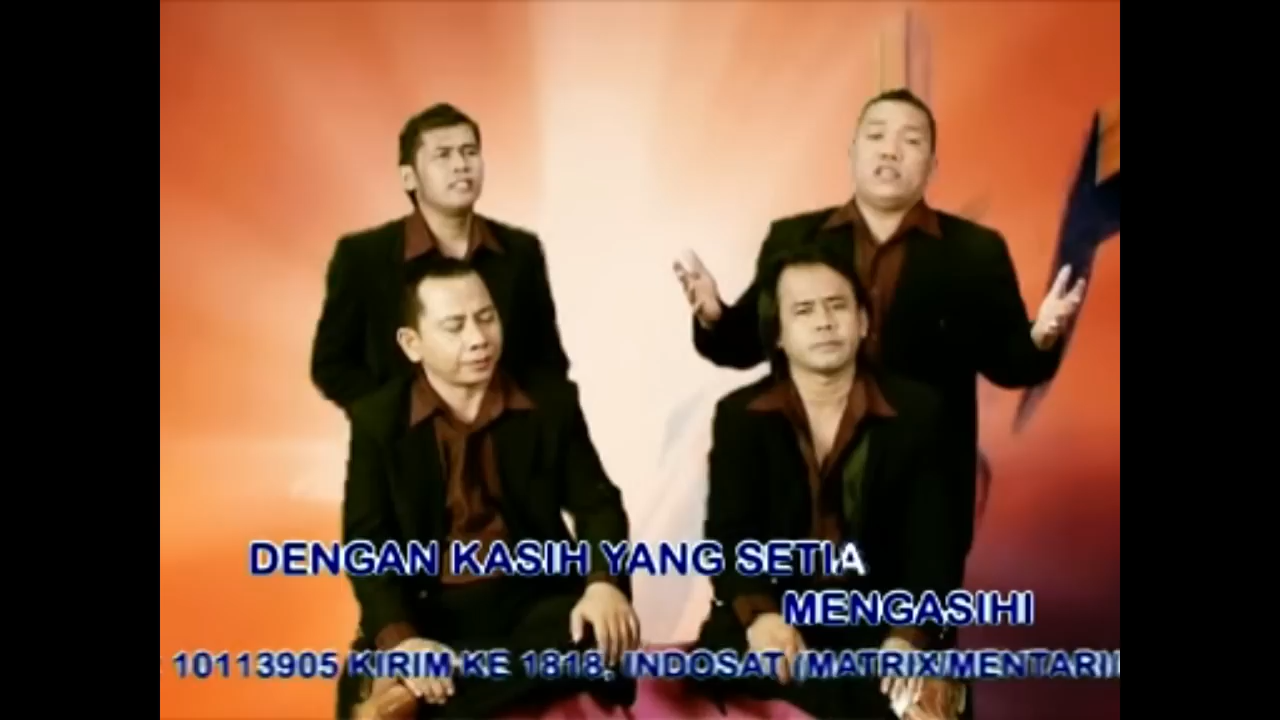 DENGAN KASIH YANG SETIA
MENGASIHI
10113905 KIRIM KE 1818, INDOSAT (MATRIX/MENTARI)